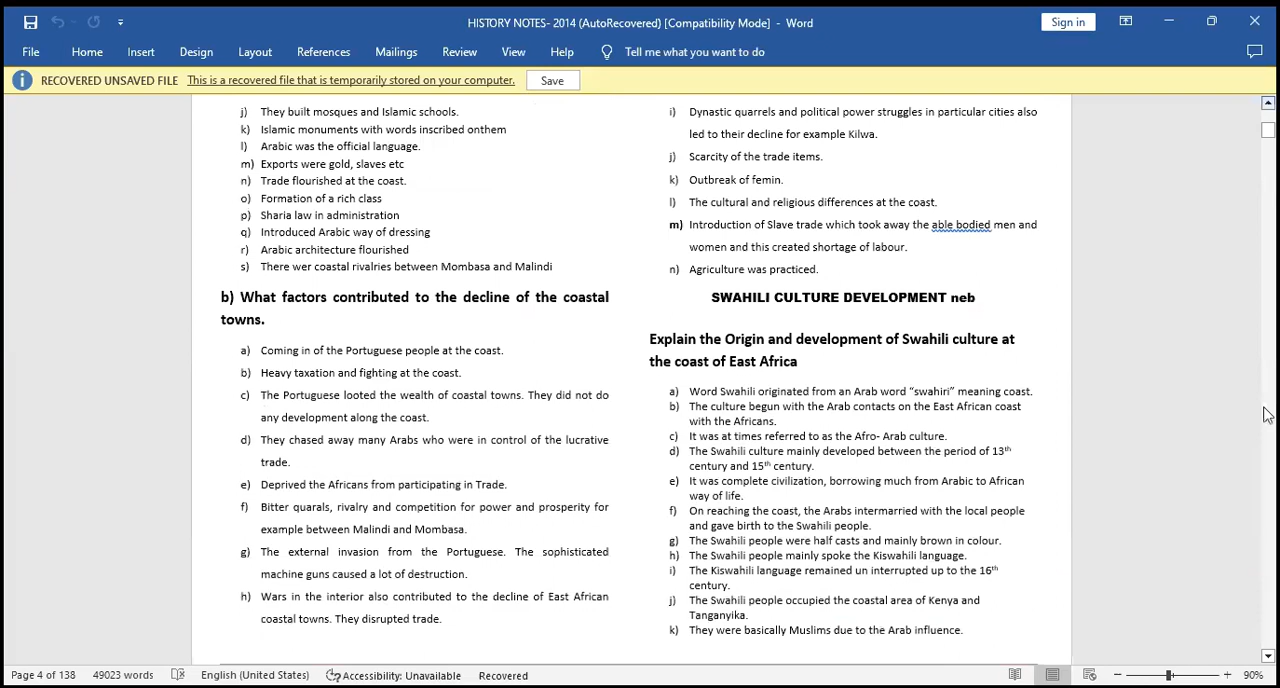 HISTORY NOTES- 2014 (AutoRecovered) [Compatibility Mode] - Word
Sign in
File
Home
Insert
Design
Layout
References
Mailings
Review
View
Help
Tell me what you want to do
RECOVERED UNSAVED FILE
This is a recovered file that is temporarily stored on your computer.
Save
j) They built mosques and Islamic schools.
k) Islamic monuments with words inscribed onthem
l) Arabic was the official language.
m) Exports were gold, slaves etc
n) Trade flourished at the coast.
o) Formation of a rich class
p) Sharia law in administration
q) Introduced Arabic way of dressing
r) Arabic architecture flourished
s) There wer coastal rivalries between Mombasa and Malindi
b) What factors contributed to the decline of the coastal
towns.
a) Coming in of the Portuguese people at the coast.
b) Heavy taxation and fighting at the coast.
c) The Portuguese looted the wealth of coastal towns. They did not do
any development along the coast.
d) They chased away many Arabs who were in control of the lucrative
trade.
e) Deprived the Africans from participating in Trade.
f) Bitter quarals, rivalry and competition for power and prosperity for
example between Malindi and Mombasa.
g) The external invasion from the Portuguese. The sophisticated
machine guns caused a lot of destruction.
h) Wars in the interior also contributed to the decline of East African
coastal towns. They disrupted trade.
i) Dynastic quarrels and political power struggles in particular cities also
led to their decline for example Kilwa.
j) Scarcity of the trade items.
k) Outbreak of femin.
l) The cultural and religious differences at the coast.
m) Introduction of Slave trade which took away the able bodied men and
women and this created shortage of labour.
n) Agriculture was practiced.
SWAHILI CULTURE DEVELOPMENT neb
Explain the Origin and development of Swahili culture at
the coast of East Africa
a) Word Swahili originated from an Arab word “swahiri” meaning coast.
b) The culture begun with the Arab contacts on the East African coast
with the Africans.
c) It was at times referred to as the Afro- Arab culture.
d) The Swahili culture mainly developed between the period of 13th
century and 15th century.
e) It was complete civilization, borrowing much from Arabic to African
way of life.
f) On reaching the coast, the Arabs intermarried with the local people
and gave birth to the Swahili people.
g) The Swahili people were half casts and mainly brown in colour.
h) The Swahili people mainly spoke the Kiswahili language.
i) The Kiswahili language remained un interrupted up to the 16th
century.
j) The Swahili people occupied the coastal area of Kenya and
Tanganyika.
k) They were basically Muslims due to the Arab influence.
Page 4 of 138
49023 words
English (United States)
Accessibility: Unavailable
Recovered
90%